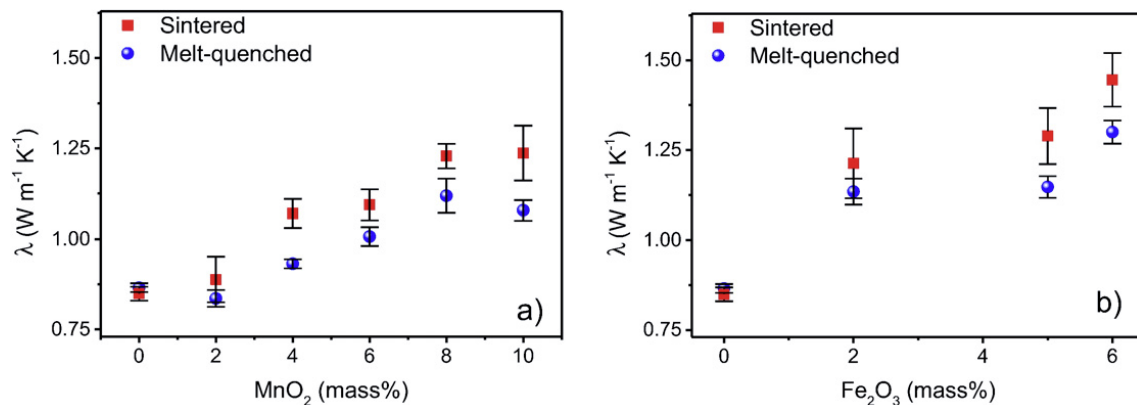 Sintered
Melt-quenched
1.50
1.25
1.00
0.75
λ (W m⁻¹ K⁻¹)
0 2 4 6 8 10
MnO₂ (mass%)
a)
Sintered
Melt-quenched
1.50
1.25
1.00
0.75
λ (W m⁻¹ K⁻¹)
0 2 4 6
Fe₂O₃ (mass%)
b)